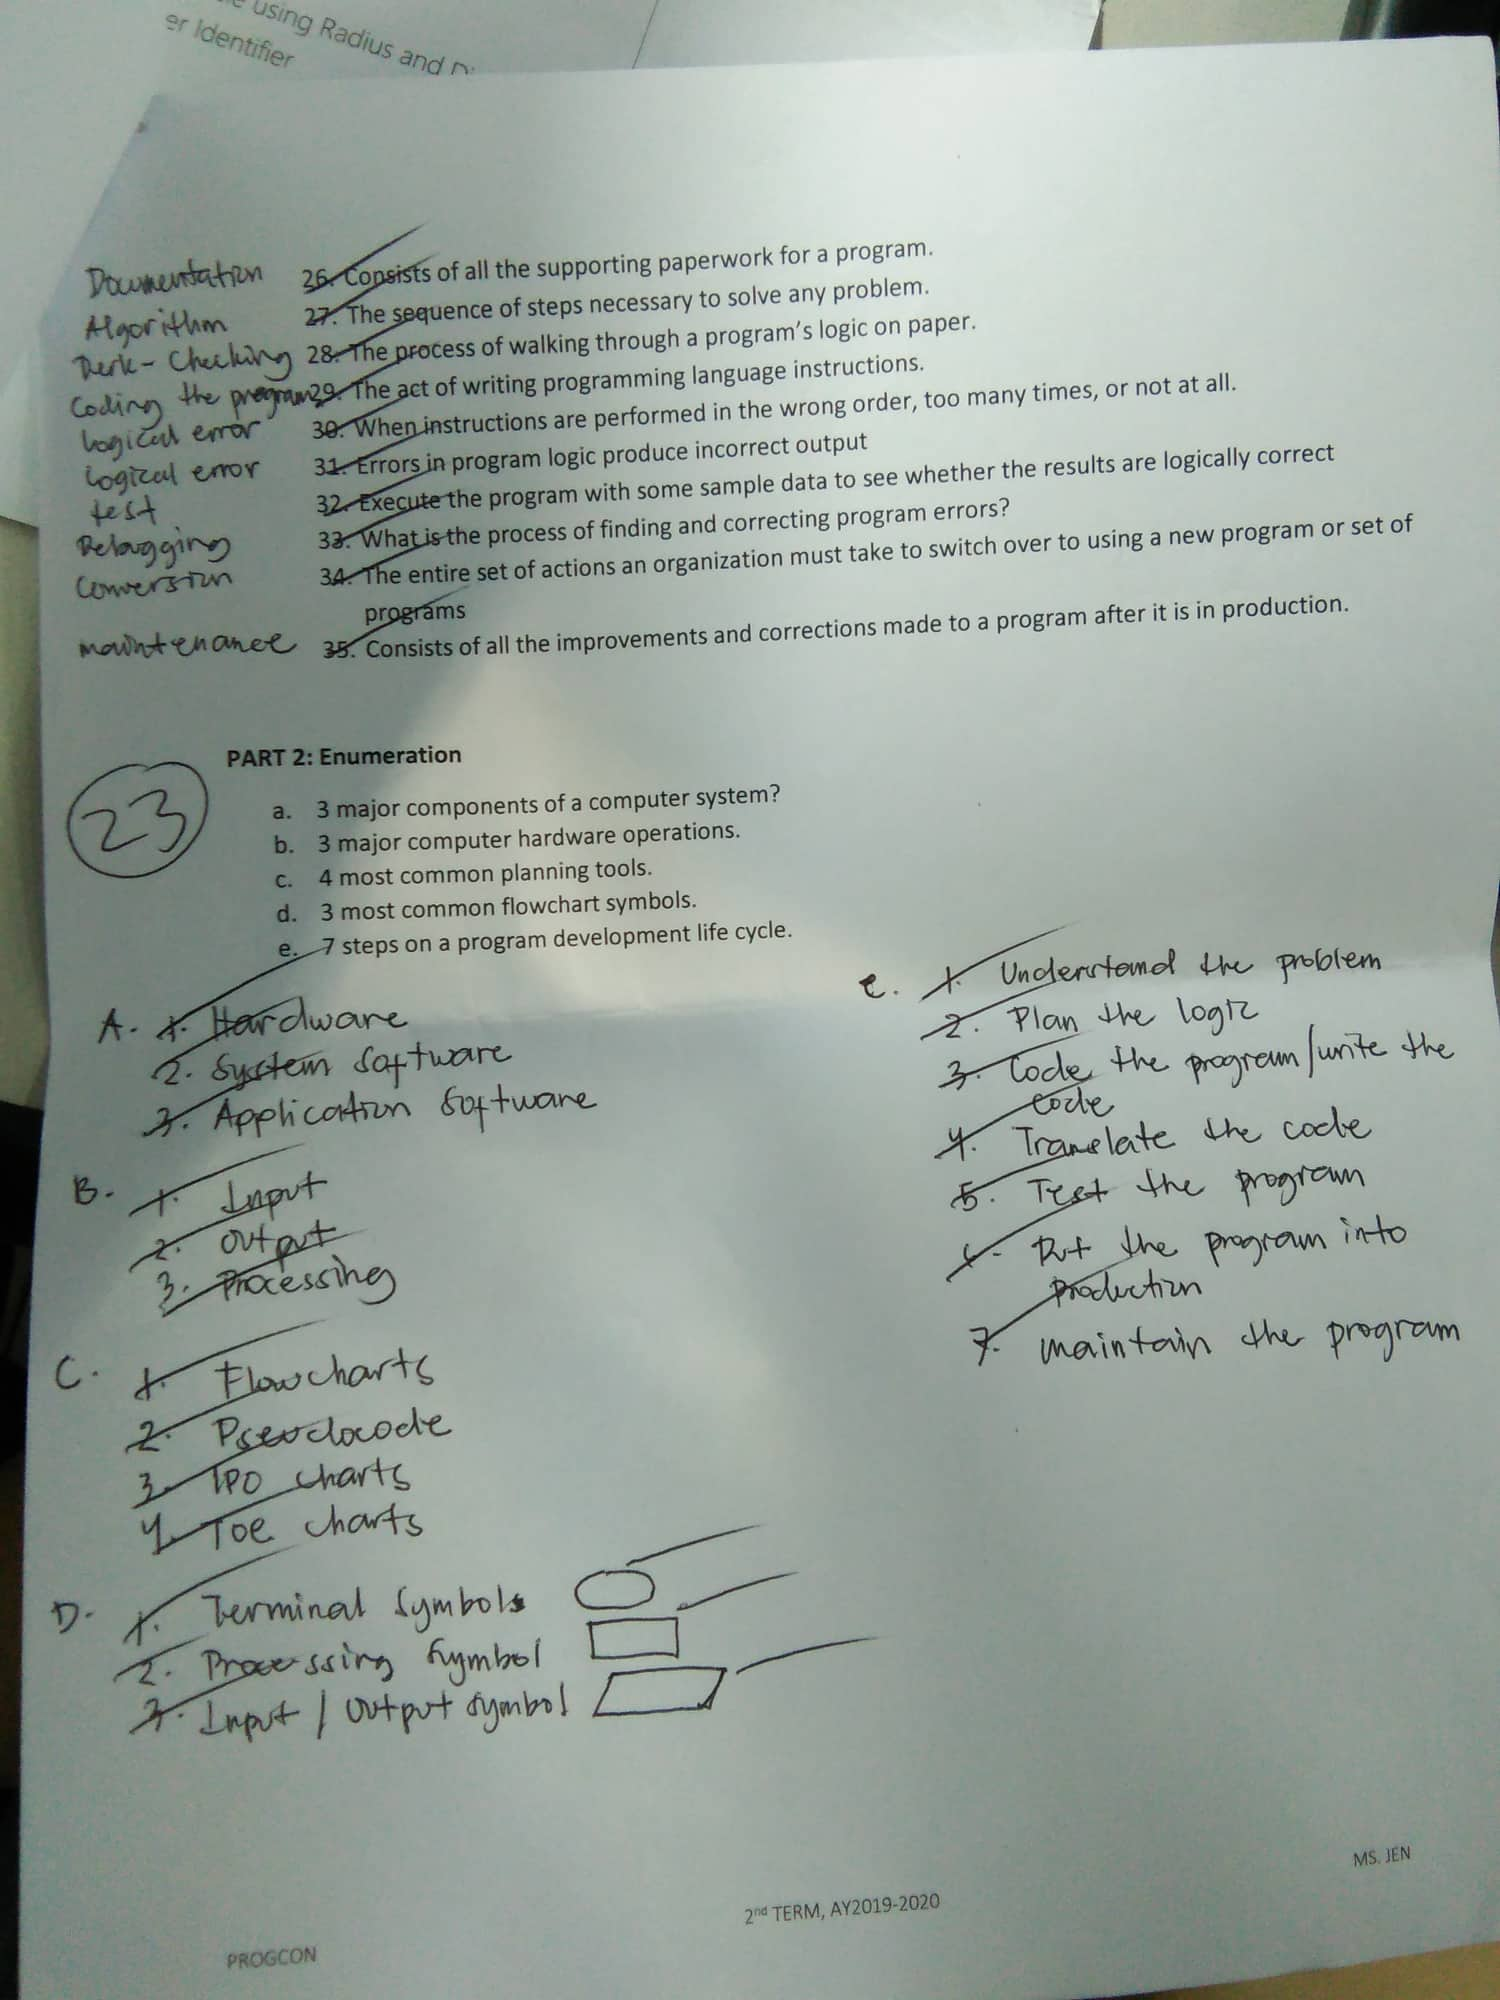 using Radius and
er Identifier
Documentation 26. Consists of all the supporting paperwork for a program.
Algorithm 27. The sequence of steps necessary to solve any problem.
Desk-Checking 28. The process of walking through a program's logic on paper.
Coding the program 29. The act of writing programming language instructions.
Logical error 30. When instructions are performed in the wrong order, too many times, or not at all.
Logical error 31. Errors in program logic produce incorrect output
test 32. Execute the program with some sample data to see whether the results are logically correct
Debugging 33. What is the process of finding and correcting program errors?
Conversion 34. The entire set of actions an organization must take to switch over to using a new program or set of
programs
maintenance 35. Consists of all the improvements and corrections made to a program after it is in production.
23
PART 2: Enumeration
a. 3 major components of a computer system?
b. 3 major computer hardware operations.
c. 4 most common planning tools.
d. 3 most common flowchart symbols.
e. 7 steps on a program development life cycle.
A. 1. Hardware
2. System Software
3. Application Software
B. 1. Input
2. Output
3. Processing
C. 1. Flowcharts
2. Pseudocode
3. IPO charts
4. TOE charts
D. 1. Terminal Symbols
2. Processing Symbol
3. Input / Output symbol
e. 1. Understand the problem
2. Plan the logic
3. Code the program/write the
code
4. Translate the code
5. Test the program
6. Put the program into
Production
7. maintain the program
MS. JEN
2nd TERM, AY2019-2020
PROGCON